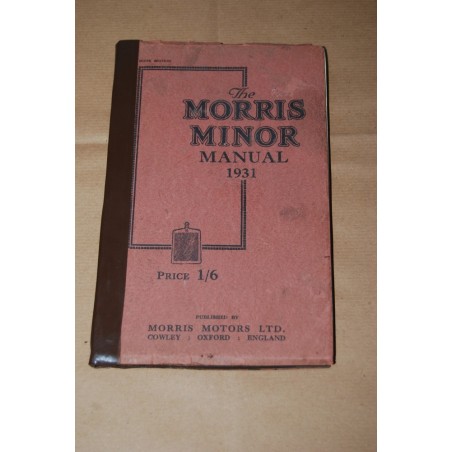 The
MORRIS
MINOR
MANUAL
1931
PRICE 1/6
PUBLISHED BY
MORRIS MOTORS LTD.
COWLEY : OXFORD : ENGLAND